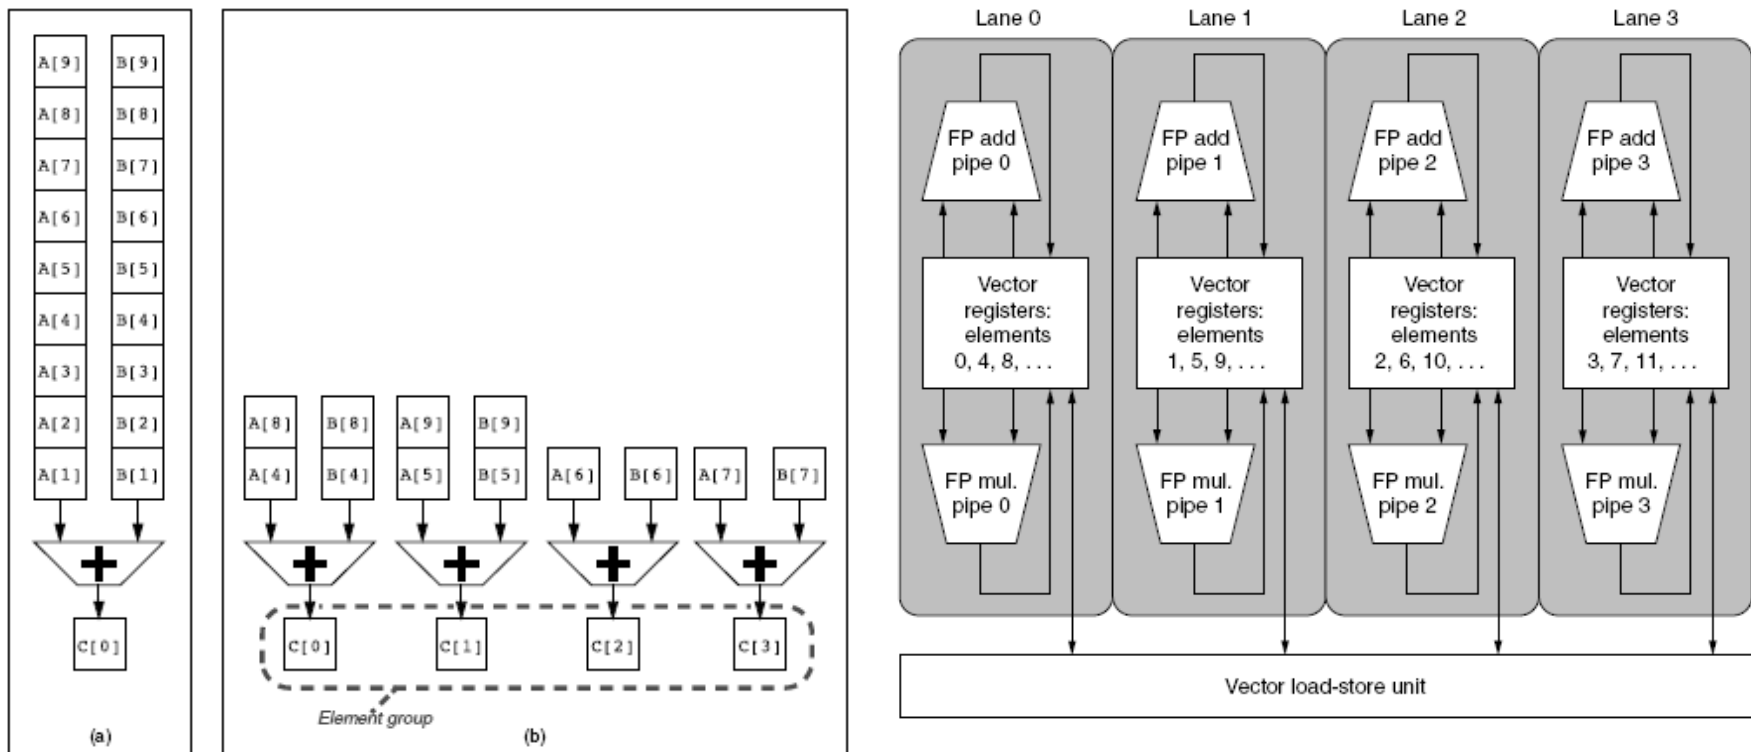 A[9] B[9]
A[8] B[8]
A[7] B[7]
A[6] B[6]
A[5] B[5]
A[4] B[4]
A[3] B[3]
A[2] B[2]
A[1] B[1]
+
C[0]
(a)
A[8] B[8] A[9] B[9]
A[4] B[4] A[5] B[5] A[6] B[6] A[7] B[7]
+ + + +
C[0] C[1] C[2] C[3]
Element group
(b)
Lane 0 Lane 1 Lane 2 Lane 3
FP add FP add FP add FP add
pipe 0 pipe 1 pipe 2 pipe 3
Vector Vector Vector Vector
registers: registers: registers: registers:
elements elements elements elements
0, 4, 8, . . . 1, 5, 9, . . . 2, 6, 10, . . . 3, 7, 11, . . .
FP mul. FP mul. FP mul. FP mul.
pipe 0 pipe 1 pipe 2 pipe 3
Vector load-store unit